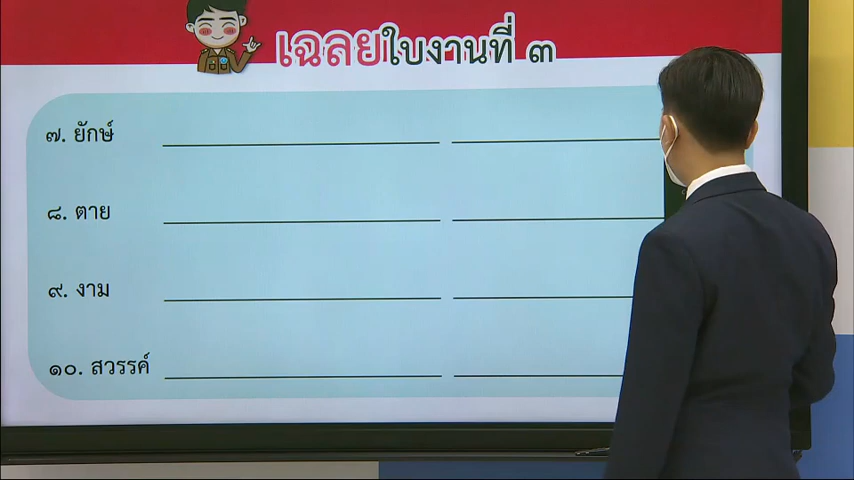 เฉลยใบงานที่ ๓
๗. ยักษ์
๘. ตาย
๙. งาม
๑๐. สวรรค์